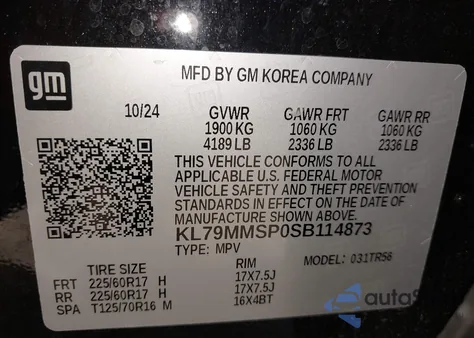 gm
MFD BY GM KOREA COMPANY
10/24 GVWR GAWR FRT GAWR RR
1900 KG 1060 KG 1060 KG
4189 LB 2336 LB 2336 LB
THIS VEHICLE CONFORMS TO ALL
APPLICABLE U.S. FEDERAL MOTOR
VEHICLE SAFETY AND THEFT PREVENTION
STANDARDS IN EFFECT ON THE DATE OF
MANUFACTURE SHOWN ABOVE.
KL79MMSP0SB114873
TYPE: MPV MODEL: 031TR56
TIRE SIZE RIM
FRT 225/60R17 H 17X7.5J
RR 225/60R17 H 17X7.5J
SPA T125/70R16 M 16X4BT